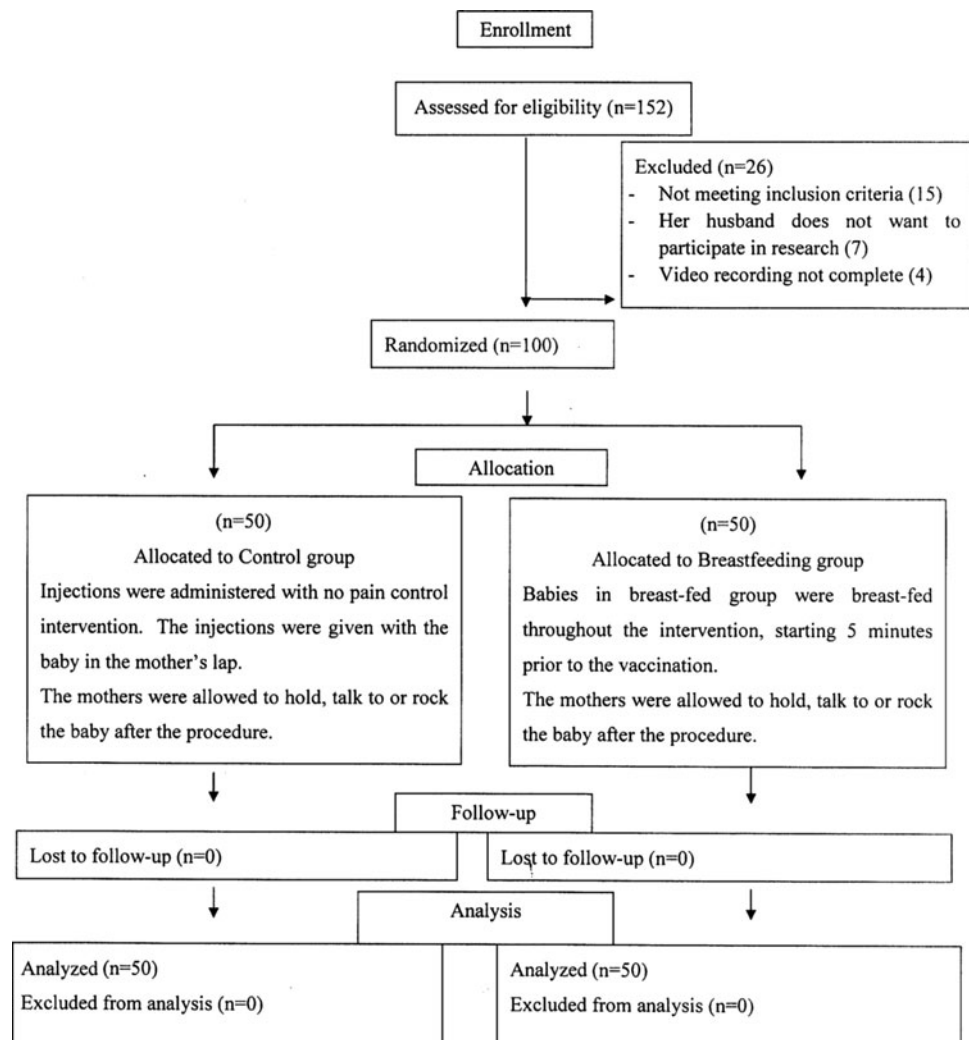 Enrollment
Assessed for eligibility (n=152)
Excluded (n=26)
- Not meeting inclusion criteria (15)
- Her husband does not want to
participate in research (7)
- Video recording not complete (4)
Randomized (n=100)
Allocation
(n=50)
Allocated to Control group
Injections were administered with no pain control
intervention. The injections were given with the
baby in the mother's lap.
The mothers were allowed to hold, talk to or rock
the baby after the procedure.
(n=50)
Allocated to Breastfeeding group
Babies in breast-fed group were breast-fed
throughout the intervention, starting 5 minutes
prior to the vaccination.
The mothers were allowed to hold, talk to or rock
the baby after the procedure.
Follow-up
Lost to follow-up (n=0)
Lost to follow-up (n=0)
Analysis
Analyzed (n=50)
Excluded from analysis (n=0)
Analyzed (n=50)
Excluded from analysis (n=0)